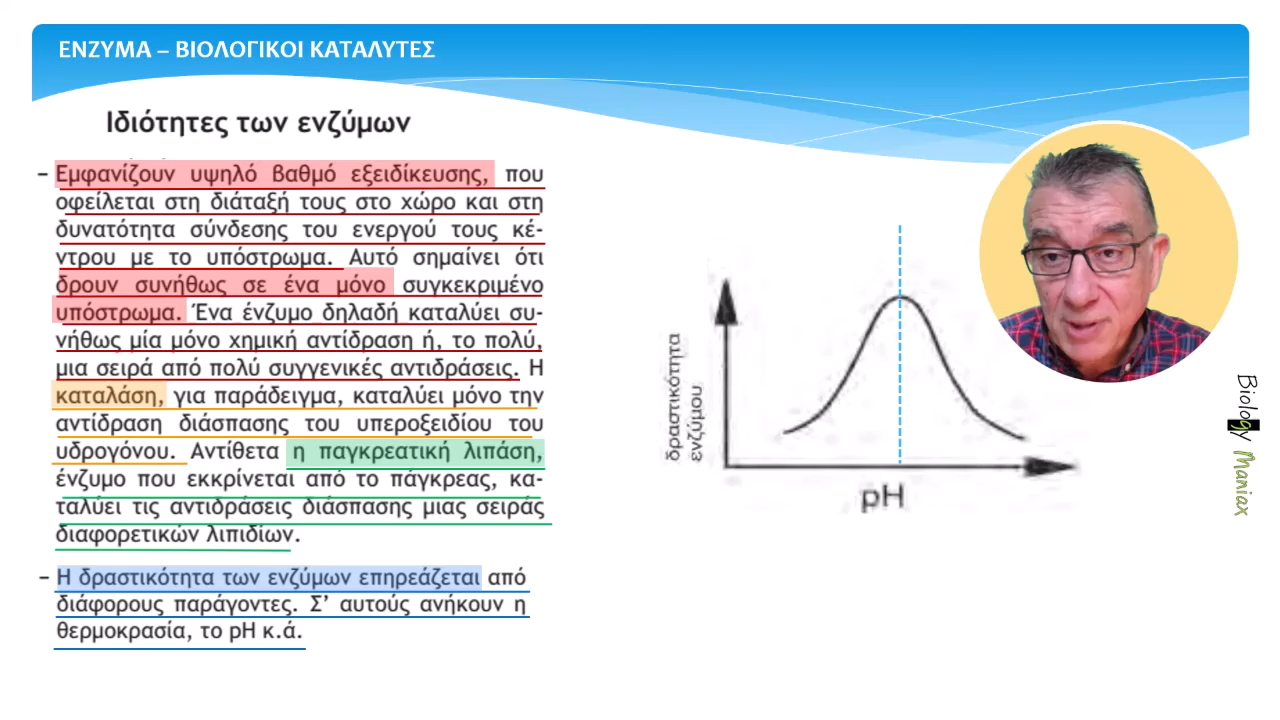 ΕΝΖΥΜΑ – ΒΙΟΛΟΓΙΚΟΙ ΚΑΤΑΛΥΤΕΣ
Ιδιότητες των ενζύμων
– Εμφανίζουν υψηλό βαθμό εξειδίκευσης, που
οφείλεται στη διάταξή τους στο χώρο και στη
δυνατότητα σύνδεσης του ενεργού τους κέ-
ντρου με το υπόστρωμα. Αυτό σημαίνει ότι
δρουν συνήθως σε ένα μόνο συγκεκριμένο
υπόστρωμα. Ένα ένζυμο δηλαδή καταλύει συ-
νήθως μία μόνο χημική αντίδραση ή, το πολύ,
μια σειρά από πολύ συγγενικές αντιδράσεις. Η
καταλάση, για παράδειγμα, καταλύει μόνο την
αντίδραση διάσπασης του υπεροξειδίου του
υδρογόνου. Αντίθετα η παγκρεατική λιπάση,
ένζυμο που εκκρίνεται από το πάγκρεας, κα-
ταλύει τις αντιδράσεις διάσπασης μιας σειράς
διαφορετικών λιπιδίων.
– Η δραστικότητα των ενζύμων επηρεάζεται από
διάφορους παράγοντες. Σ’ αυτούς ανήκουν η
θερμοκρασία, το pH κ.ά.
δραστικότητα
ενζύμου
pH
Biology Maniax